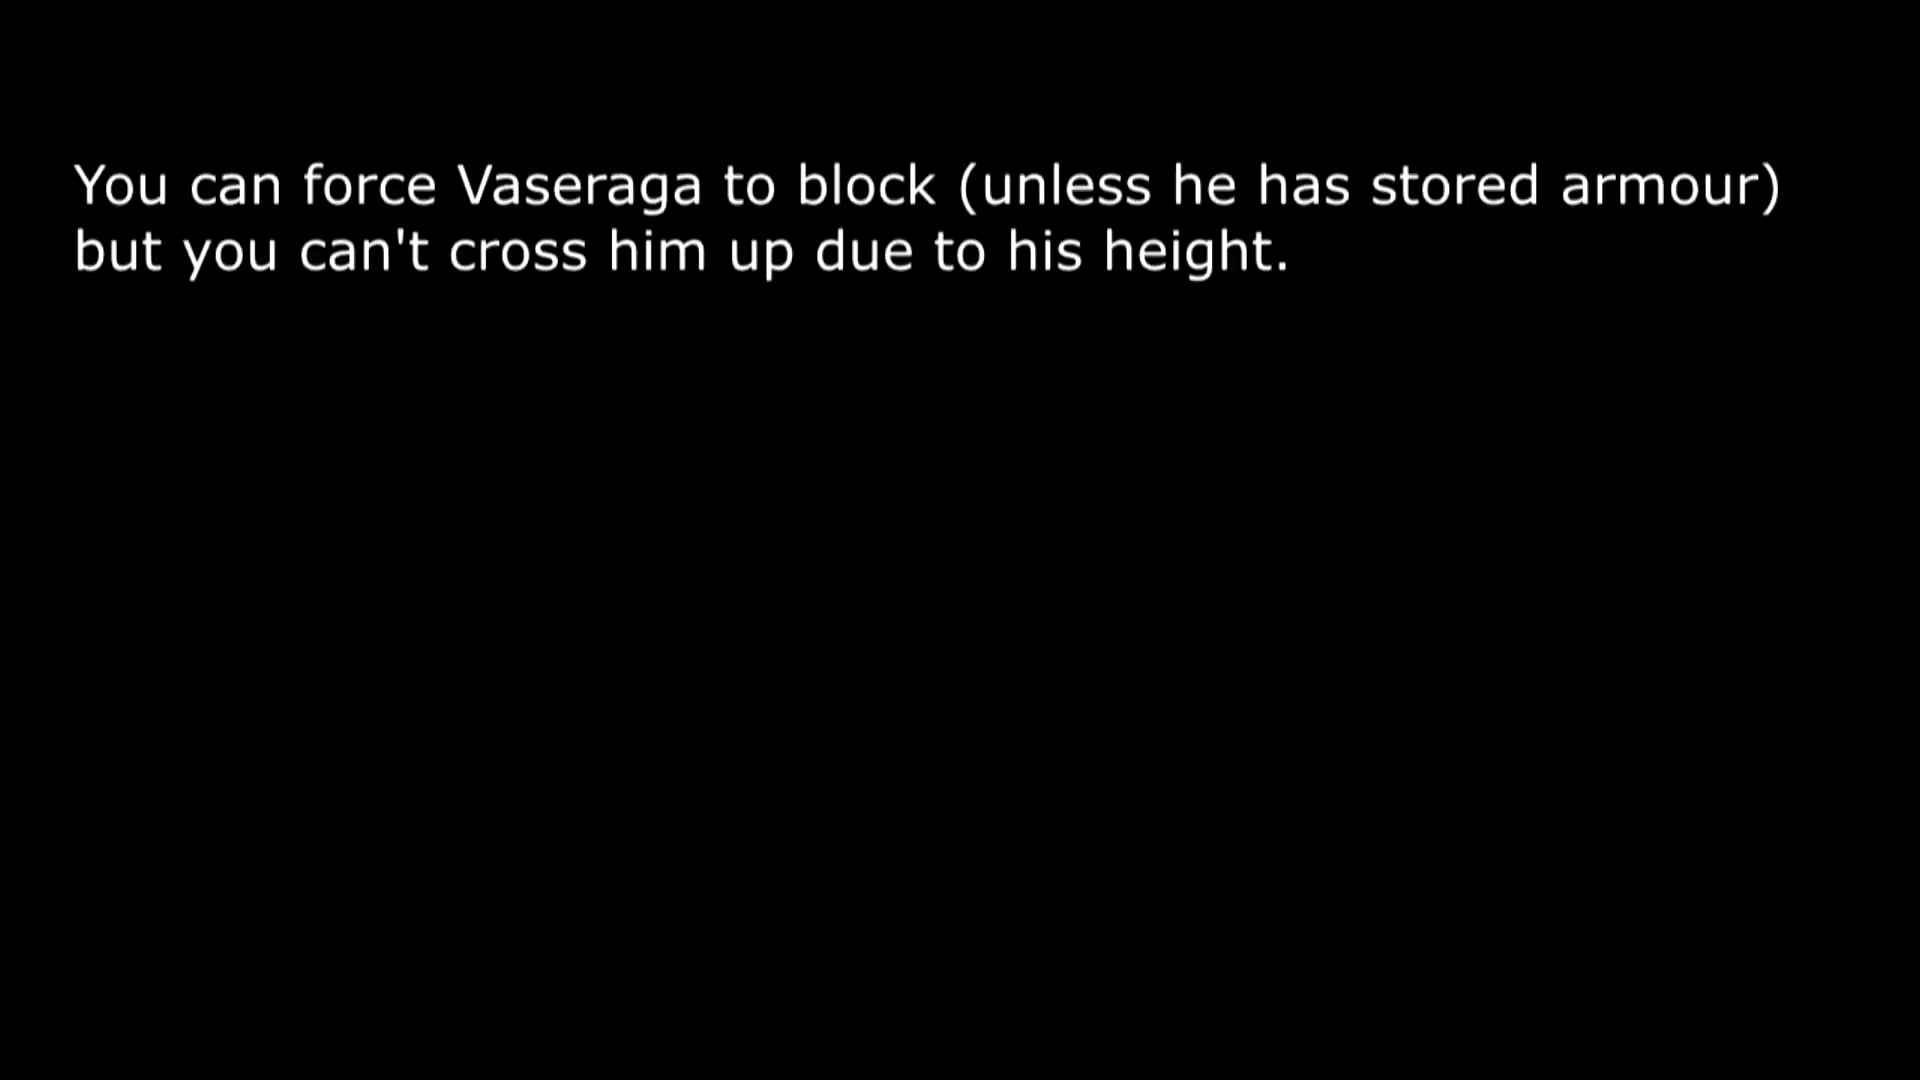 You can force Vaseraga to block (unless he has stored armour)
but you can't cross him up due to his height.